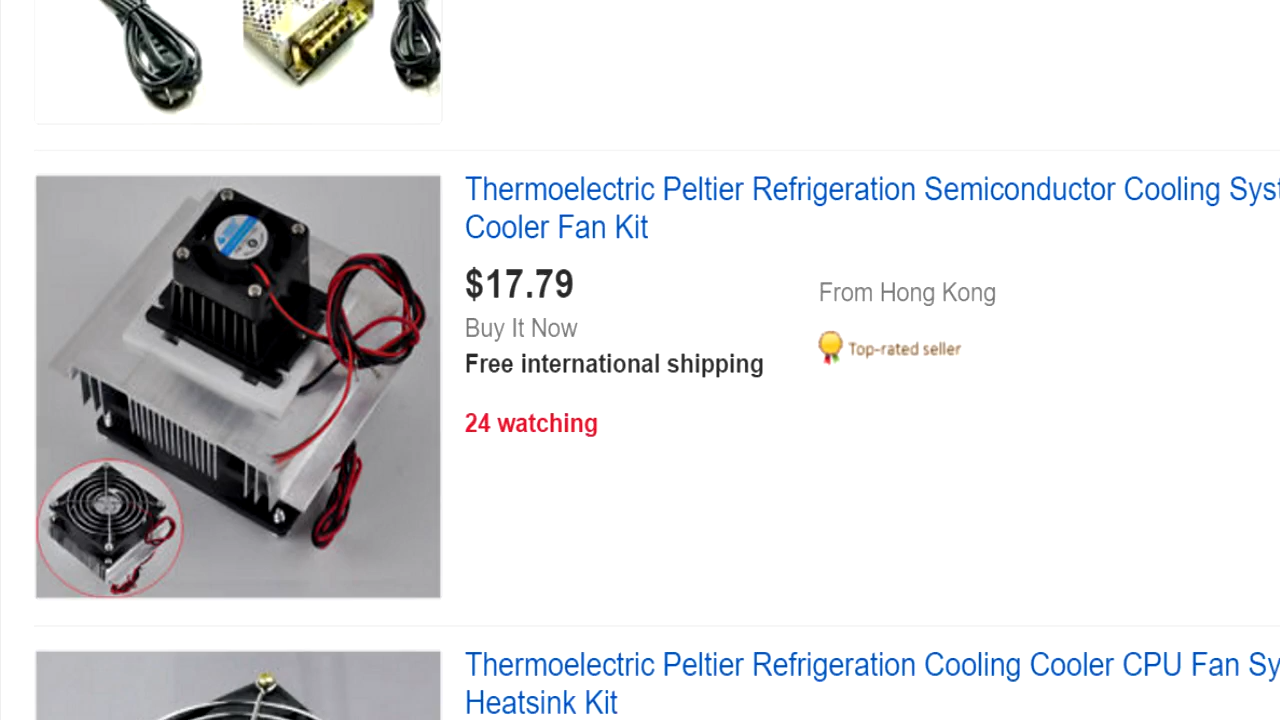 Thermoelectric Peltier Refrigeration Semiconductor Cooling Syst
Cooler Fan Kit
$17.79
From Hong Kong
Buy It Now
Top-rated seller
Free international shipping
24 watching
Thermoelectric Peltier Refrigeration Cooling Cooler CPU Fan Sy
Heatsink Kit